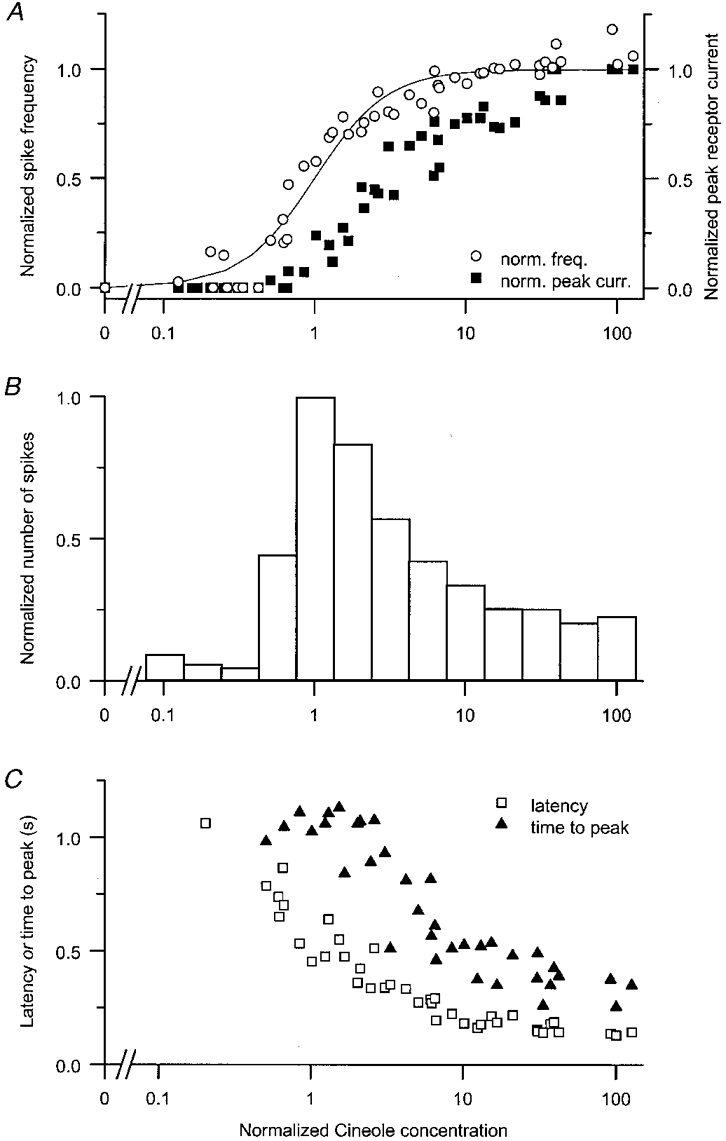 A
Normalized spike frequency
Normalized peak receptor current
1.0
0.5
0.0
1.0
0.5
0.0
norm. freq.
norm. peak curr.
0
0.1
1
10
100
B
Normalized number of spikes
1.0
0.5
0.0
0
0.1
1
10
100
C
Latency or time to peak (s)
1.0
0.5
0.0
latency
time to peak
0
0.1
1
10
100
Normalized Cineole concentration